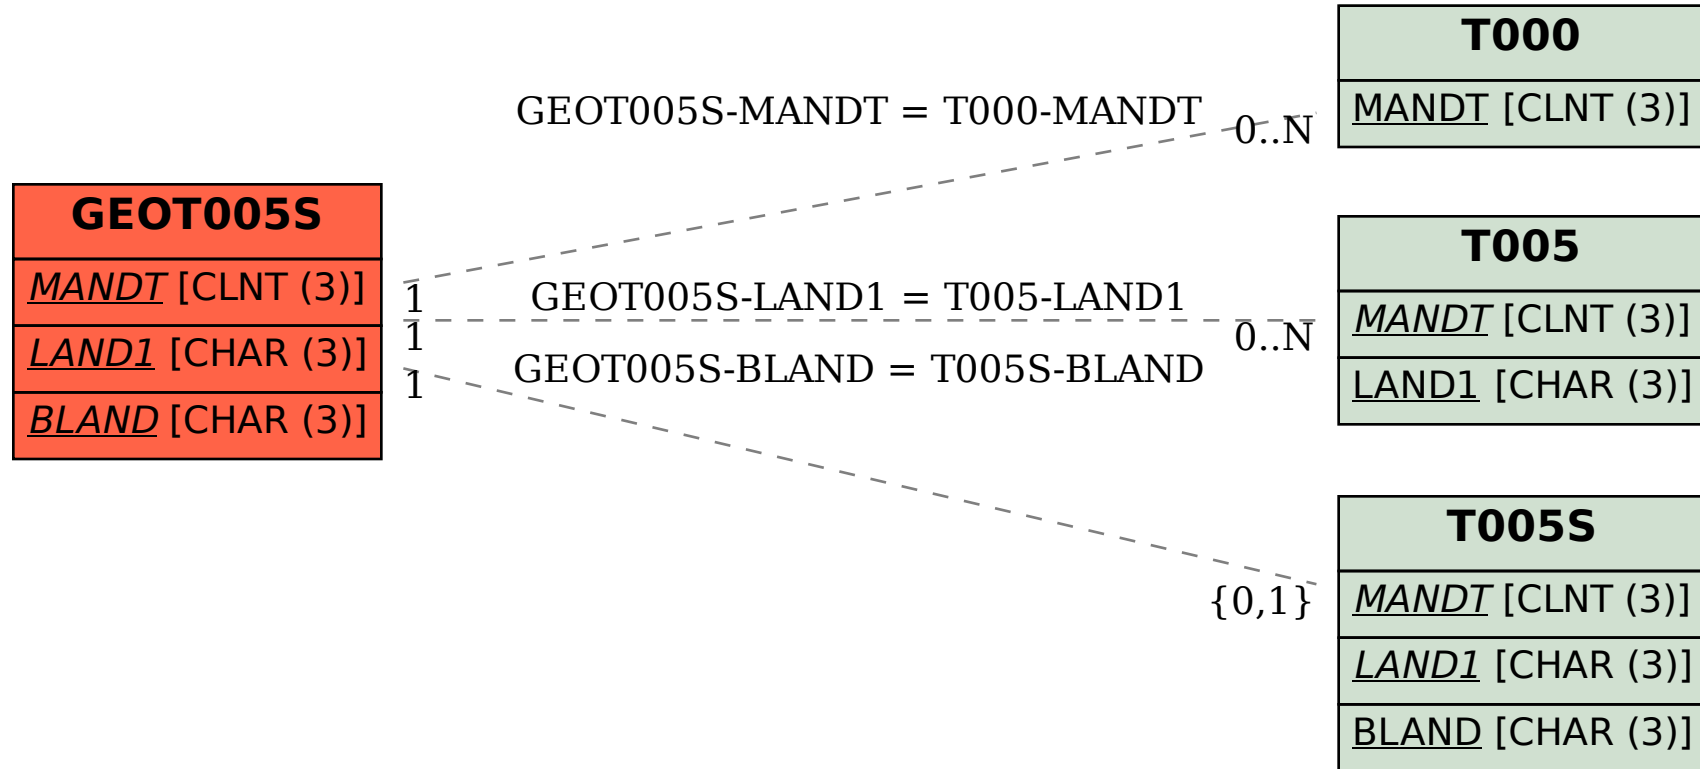 GEOT005S
MANDT [CLNT (3)]
LAND1 [CHAR (3)]
BLAND [CHAR (3)]
GEOT005S-MANDT = T000-MANDT
0..N
1
GEOT005S-LAND1 = T005-LAND1
1
0..N
GEOT005S-BLAND = T005S-BLAND
1
{0,1}
T000
MANDT [CLNT (3)]
T005
MANDT [CLNT (3)]
LAND1 [CHAR (3)]
T005S
MANDT [CLNT (3)]
LAND1 [CHAR (3)]
BLAND [CHAR (3)]